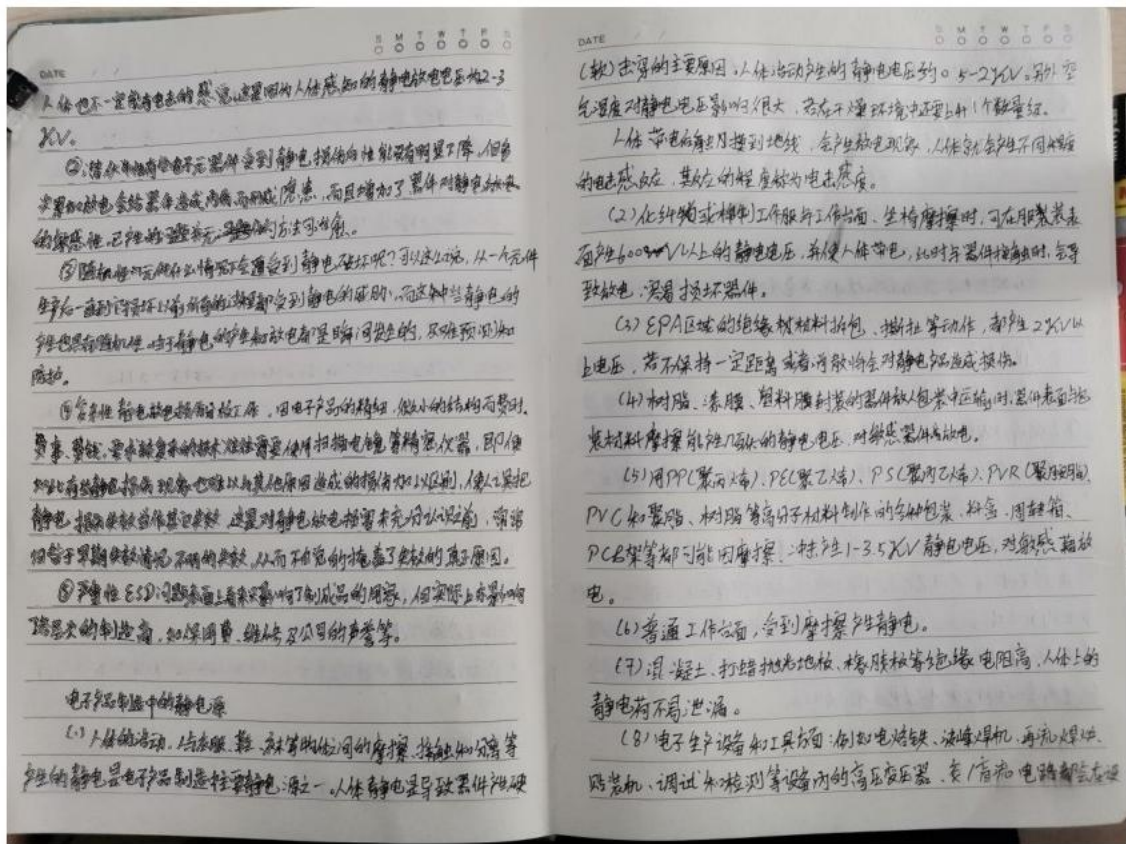 S M T W T F S
DATE / /
人体也不一定能有电击的感觉,这是因为人体感知的静电放电电压为2-3
KV。
②潜伏性有些电子元器件受到静电损伤后性能没有明显下降,但多
次累加放电会给器件造成内伤而形成隐患,而且增加了器件对静电放电
的敏感性。已产生的问题并无方法可治愈。
③随机性元件什么情况下会遭受到静电破坏呢?可以这么说,从一个元件
生产后一直到它损坏以前所有的过程都受到静电的威胁,而这些静电的
产生也具有随机性。由于静电的产生和放电都是瞬间发生的,及难预测和
防护。
④复杂性 静电放电损伤分析工作,因电子产品的精细,微小的结构而费时、
费事、费钱,要求较复杂的技术往往需要使用扫描电镜等精密仪器,即使
如此有些静电损伤现象也难以与其他原因造成的损伤加以区别,使人误把
静电损伤失效当作其它失效,这是对静电放电损害未充分认识之前,常常
归咎于早期失效情况不明的失效,从而不自觉的掩盖了失效的真正原因。
⑤严重性 ESD问题表面上看来只影响了制成品的用家,但实际上亦影响
各层次的制造商,如保用费、维修及公司的声誉等。
电子产品制造中的静电源
(1)人体的活动,人与衣服、鞋、袜等物体之间的摩擦、接触和分离等
产生的静电是电子产品制造中主要静电源之一。人体静电是导致器件产生硬
S M T W T F S
DATE / /
(软)击穿的主要原因。人体活动产生的静电电压约0.5-2KV。另外空
气湿度对静电电压影响很大,若在干燥环境中还要上升1个数量级。
人体带电后触及接到地线,会产生放电现象,人体就会产生不同程度
的电击感反应,其反应的程度称为电击感度。
(2)化纤物或棉制工作服与工作台面、坐椅摩擦时,可在服装表
面产生6000V以上的静电电压,并使人体带电,此时与器件接触时,会导
致放电,容易损坏器件。
(3)EPA区域的绝缘材料拆包、撕扯等动作,都产生2KV以
上电压,若不保持一定距离或者消散将会对静电产品造成损伤。
(4)树脂、漆膜、塑料膜封装的器件放入包装中运输时,器件表面与包
装材料摩擦能产生几百伏的静电电压,对敏感器件放电。
(5)用PP(聚丙烯)、PE(聚乙烯)、PS(聚丙乙烯)、PVR(聚胺脂)、
PVC和聚脂、树脂等高分子材料制作的各种包装、料盒、周转箱、
PCB架等都可能因摩擦、冲击产生1-3.5KV静电电压,对敏感器放
电。
(6)普通工作台面,受到摩擦产生静电。
(7)混凝土、打蜡抛光地板、橡胶板等绝缘电阻高,人体上的
静电荷不易泄漏。
(8)电子生产设备和工具方面:例如电烙铁、波峰焊机、再流焊炉、
贴装机、调试和检测等设备内的高压变压器、交/直流电路都会在设